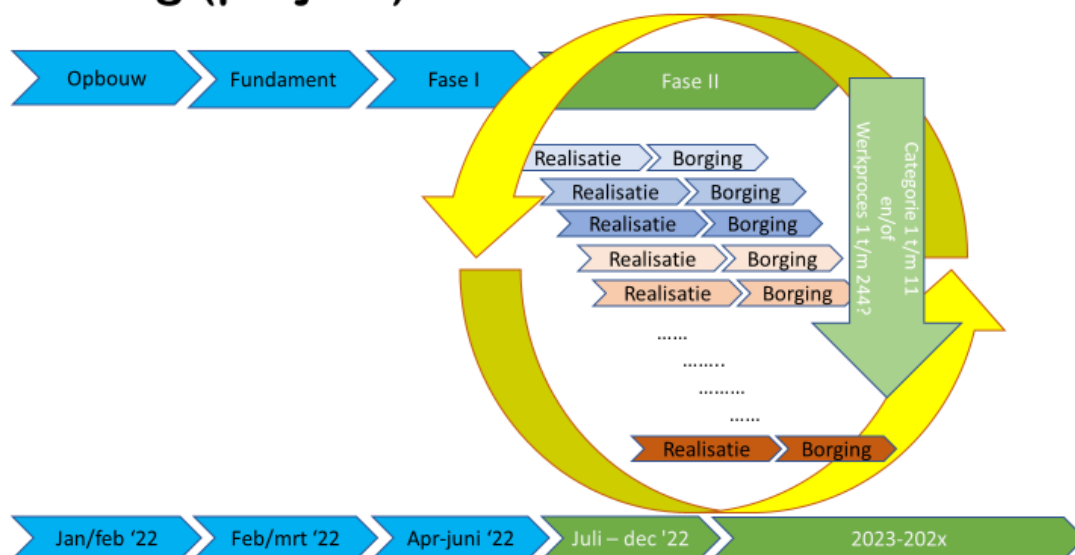 Opbouw
Fundament
Fase I
Fase II
Realisatie
Borging
Realisatie
Borging
Realisatie
Borging
Realisatie
Borging
Realisatie
Borging
……
……..
………
……
Realisatie
Borging
Categorie 1 t/m 11
en/of
Werkproces 1 t/m 244?
Jan/feb ‘22
Feb/mrt ‘22
Apr-juni ‘22
Juli – dec '22
2023-202x